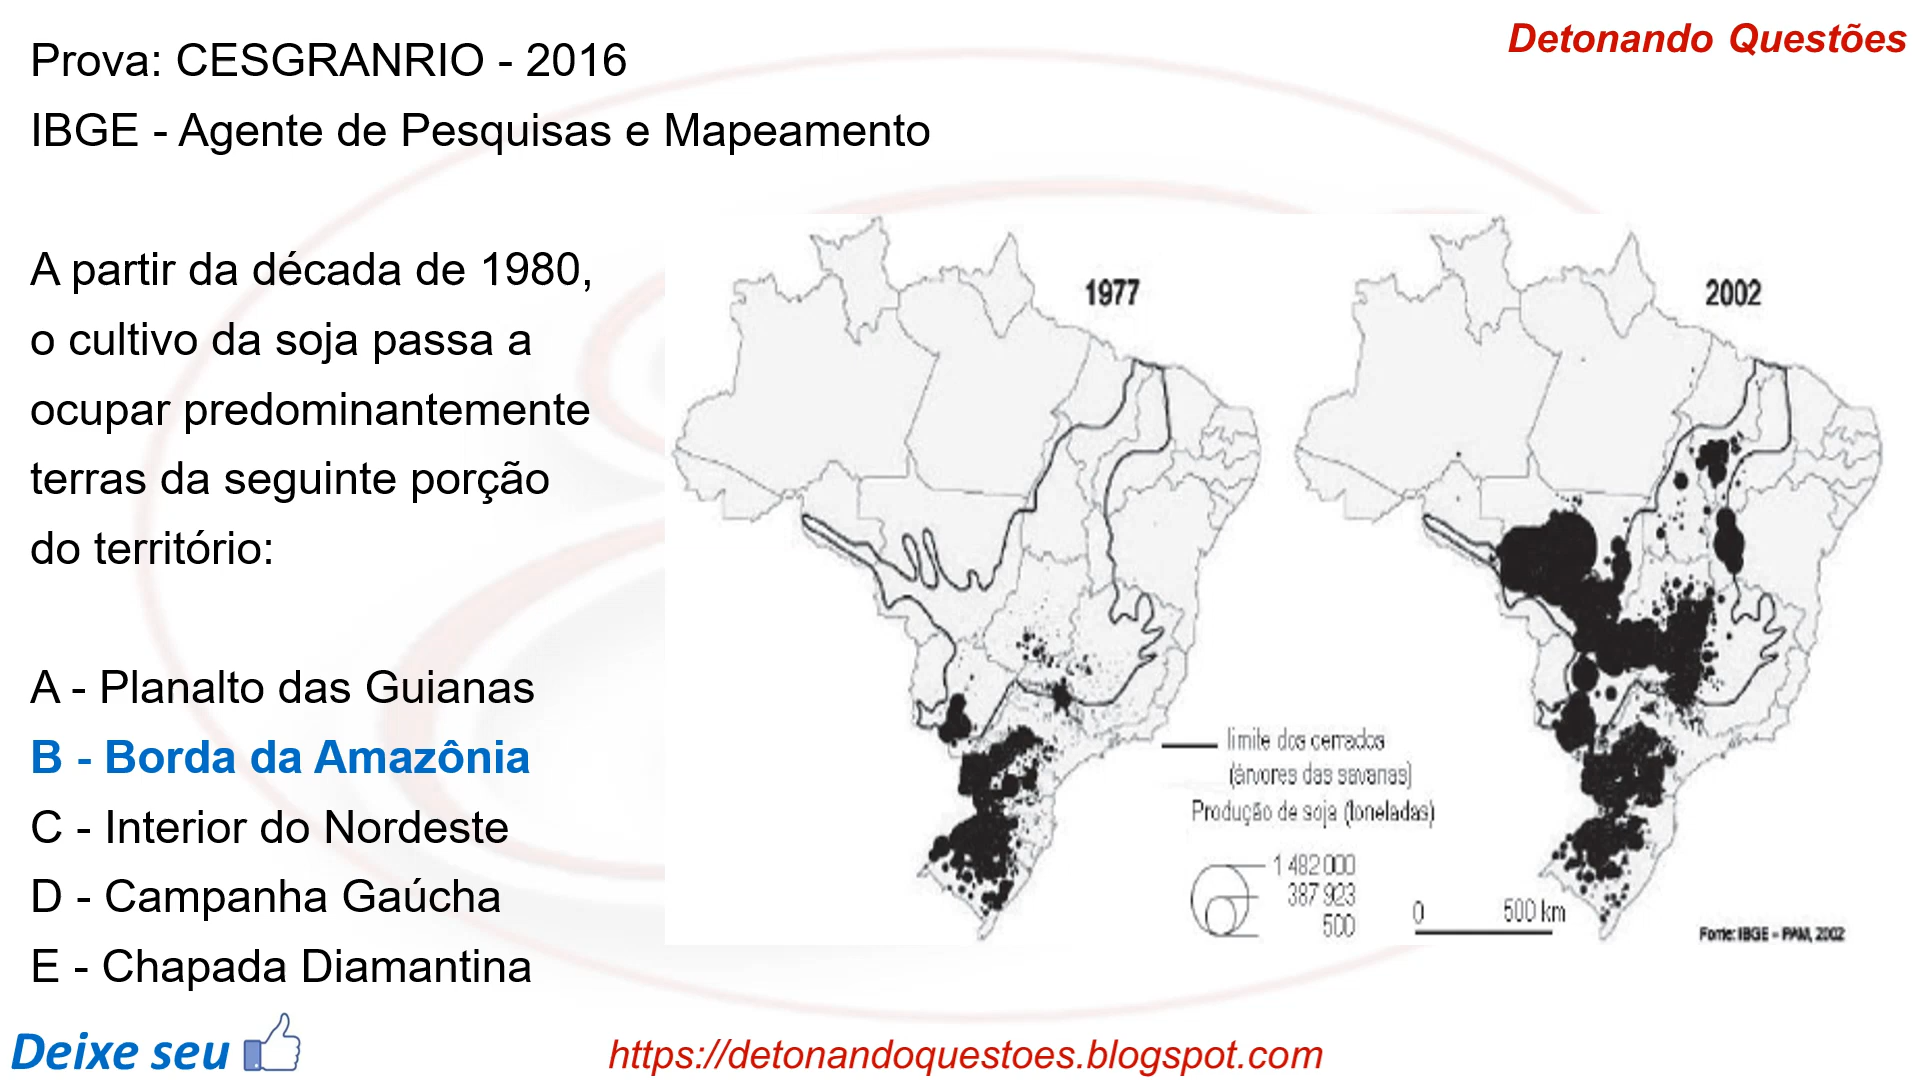 Prova: CESGRANRIO - 2016
Detonando Questões
IBGE - Agente de Pesquisas e Mapeamento
A partir da década de 1980,
o cultivo da soja passa a
ocupar predominantemente
terras da seguinte porção
do território:
A - Planalto das Guianas
B - Borda da Amazônia
C - Interior do Nordeste
D - Campanha Gaúcha
E - Chapada Diamantina
1977
2002
limite dos cerrados
(árvores das savanas)
Produção de soja (toneladas)
1 482 000
387 923
500
0 500 km
Fonte: IBGE - PAM, 2002
Deixe seu
https://detonandoquestoes.blogspot.com